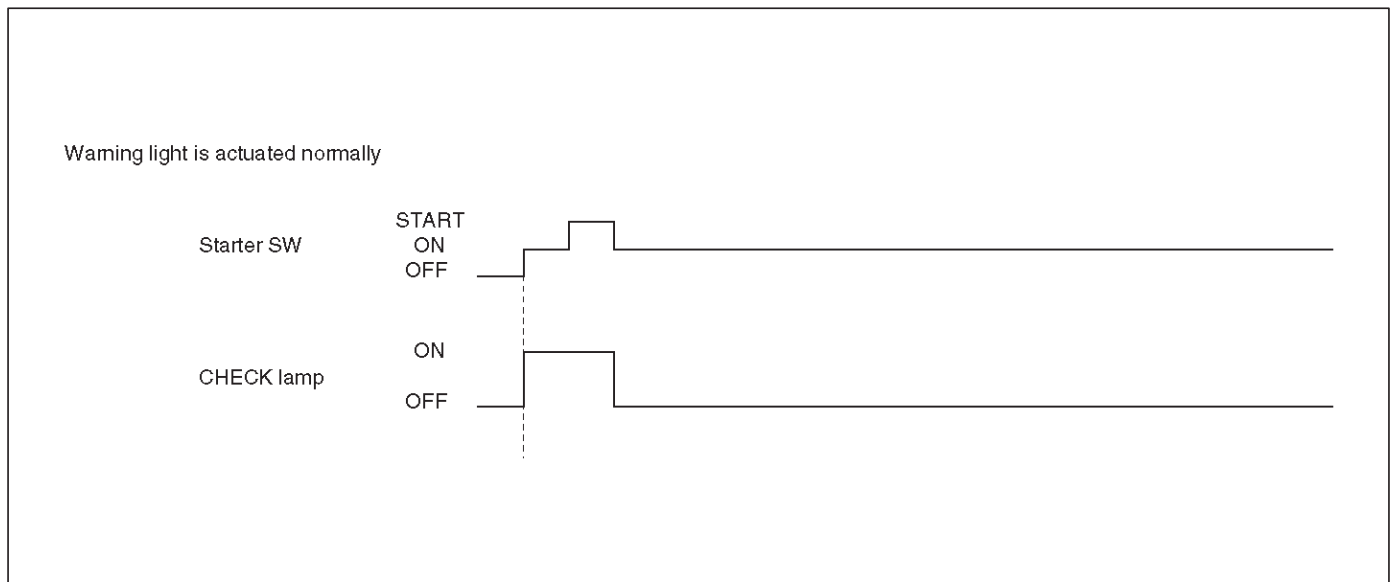 Warning light is actuated normally
START
Starter SW
ON
OFF
ON
CHECK lamp
OFF